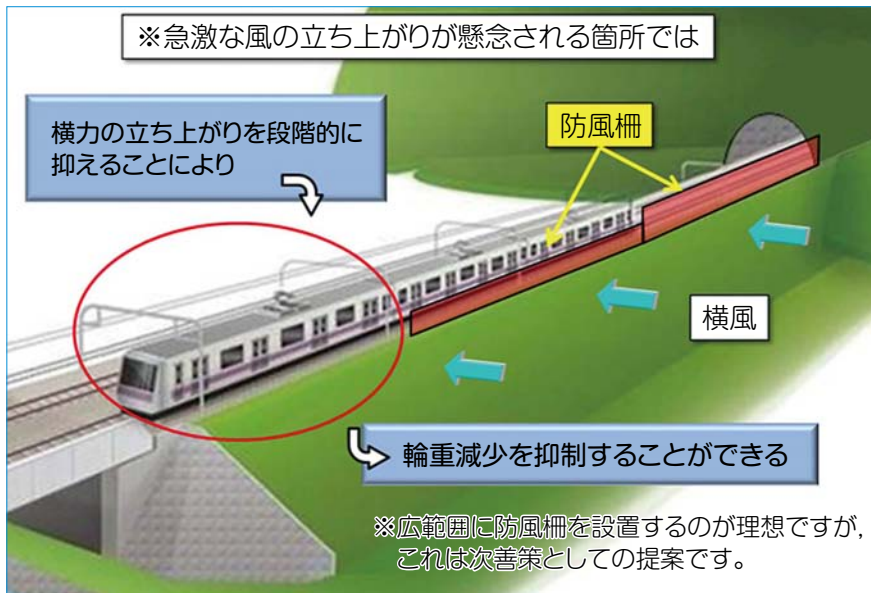 ※急激な風の立ち上がりが懸念される箇所では
横力の立ち上がりを段階的に
抑えることにより
防風柵
横風
輪重減少を抑制することができる
※広範囲に防風柵を設置するのが理想ですが,
これは次善策としての提案です。